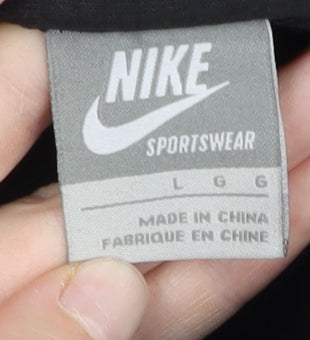 NIKE
SPORTSWEAR
L G G
MADE IN CHINA
FABRIQUE EN CHINE